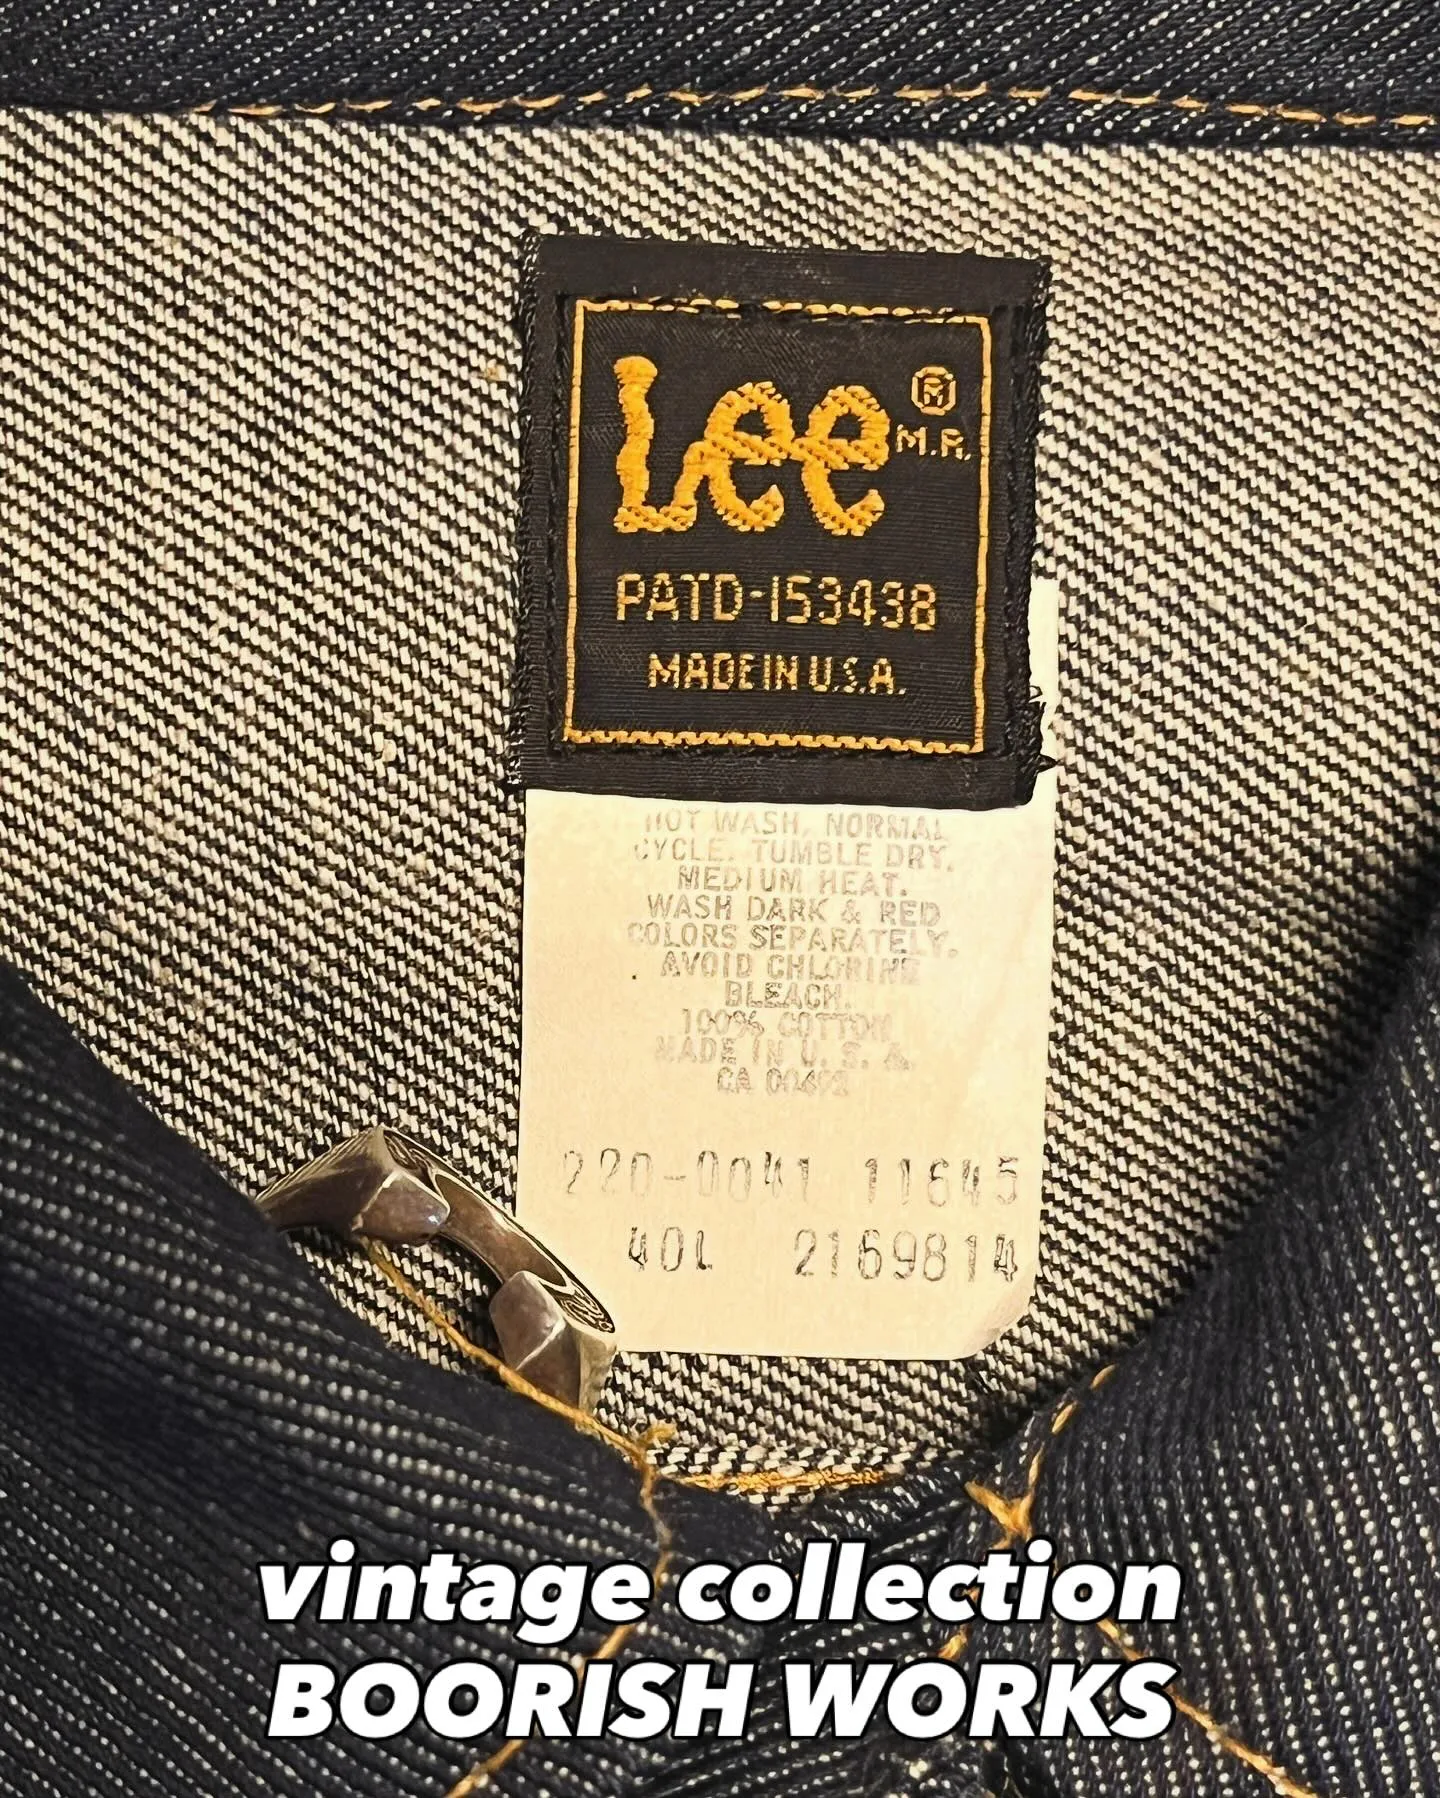 Lee ®
M.R.
PATD-153438
MADE IN U.S.A.
HOT WASH, NORMAL
CYCLE. TUMBLE DRY.
MEDIUM HEAT.
WASH DARK & RED
COLORS SEPARATELY.
AVOID CHLORINE
BLEACH.
100% COTTON
MADE IN U. S. A.
CA 00402
220-0041 11645
40L 2169814
vintage collection
BOORISH WORKS